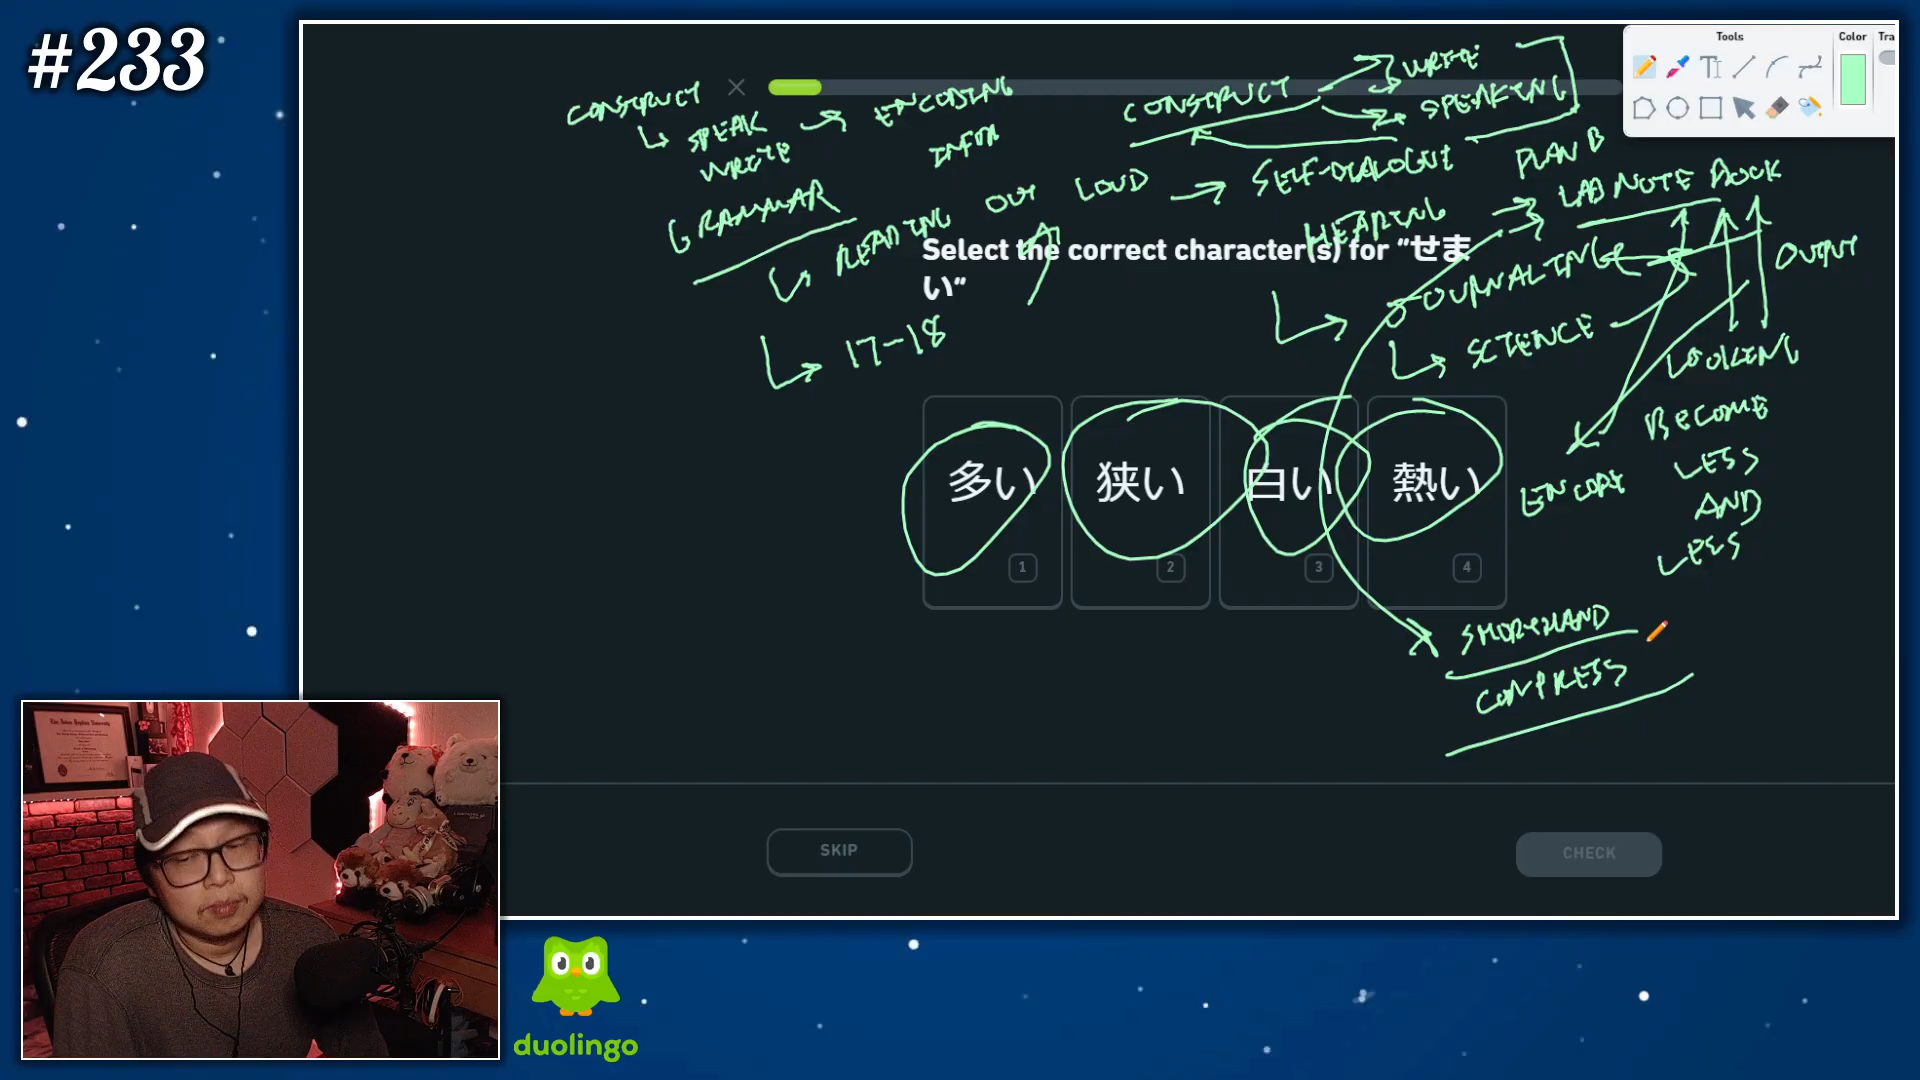 #233
Tools
Color
Tra
CONSTRUCT
SPEAK
WRITE
ENCODING
INFOR
CONSTRUCT
WRITE
SPEAKING
GRAMMAR
READING OUT LOUD
SELF-DIALOGUE
PLAN B
HEARING
LAB NOTE BOOK
Select the correct character(s) for “せま
い”
JOURNALING
OUTPUT
17-18
SCIENCE
LOOKING
BECOME
LESS
AND
LESS
ENCODE
多い
1
狭い
2
白い
3
熱い
4
SHORTHAND
COMPRESS
SKIP
CHECK
duolingo